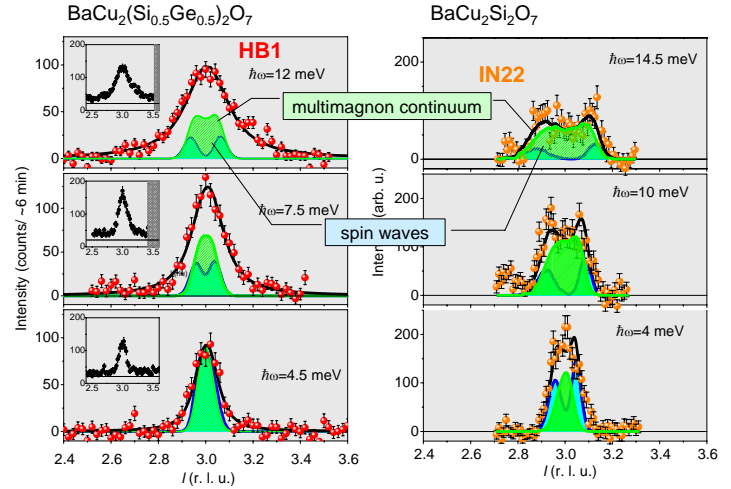 BaCu2(Si0.5Ge0.5)2O7
BaCu2Si2O7
HB1
ħω=12 meV
200
100
0
2.5 3.0 3.5
100
50
0
IN22
ħω=14.5 meV
200
0
multimagnon continuum
ħω=7.5 meV
200
100
0
2.5 3.0 3.5
100
50
0
ħω=10 meV
200
100
0
spin waves
ħω=4.5 meV
200
100
0
2.5 3.0 3.5
100
50
0
ħω=4 meV
200
100
0
Intensity (counts/ ~6 min)
(arb. u.)
2.4 2.6 2.8 3.0 3.2 3.4 3.6
l (r. l. u.)
2.4 2.6 2.8 3.0 3.2 3.4 3.6
l (r. l. u.)